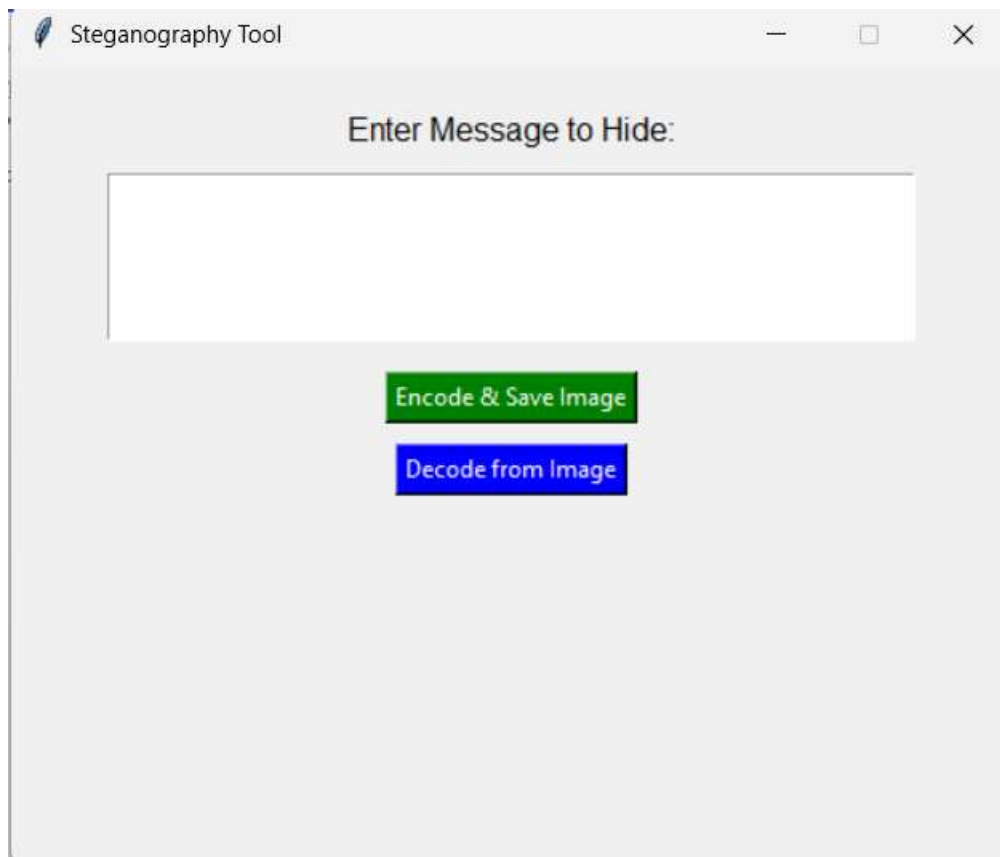 Steganography Tool
Enter Message to Hide:
Encode & Save Image
Decode from Image